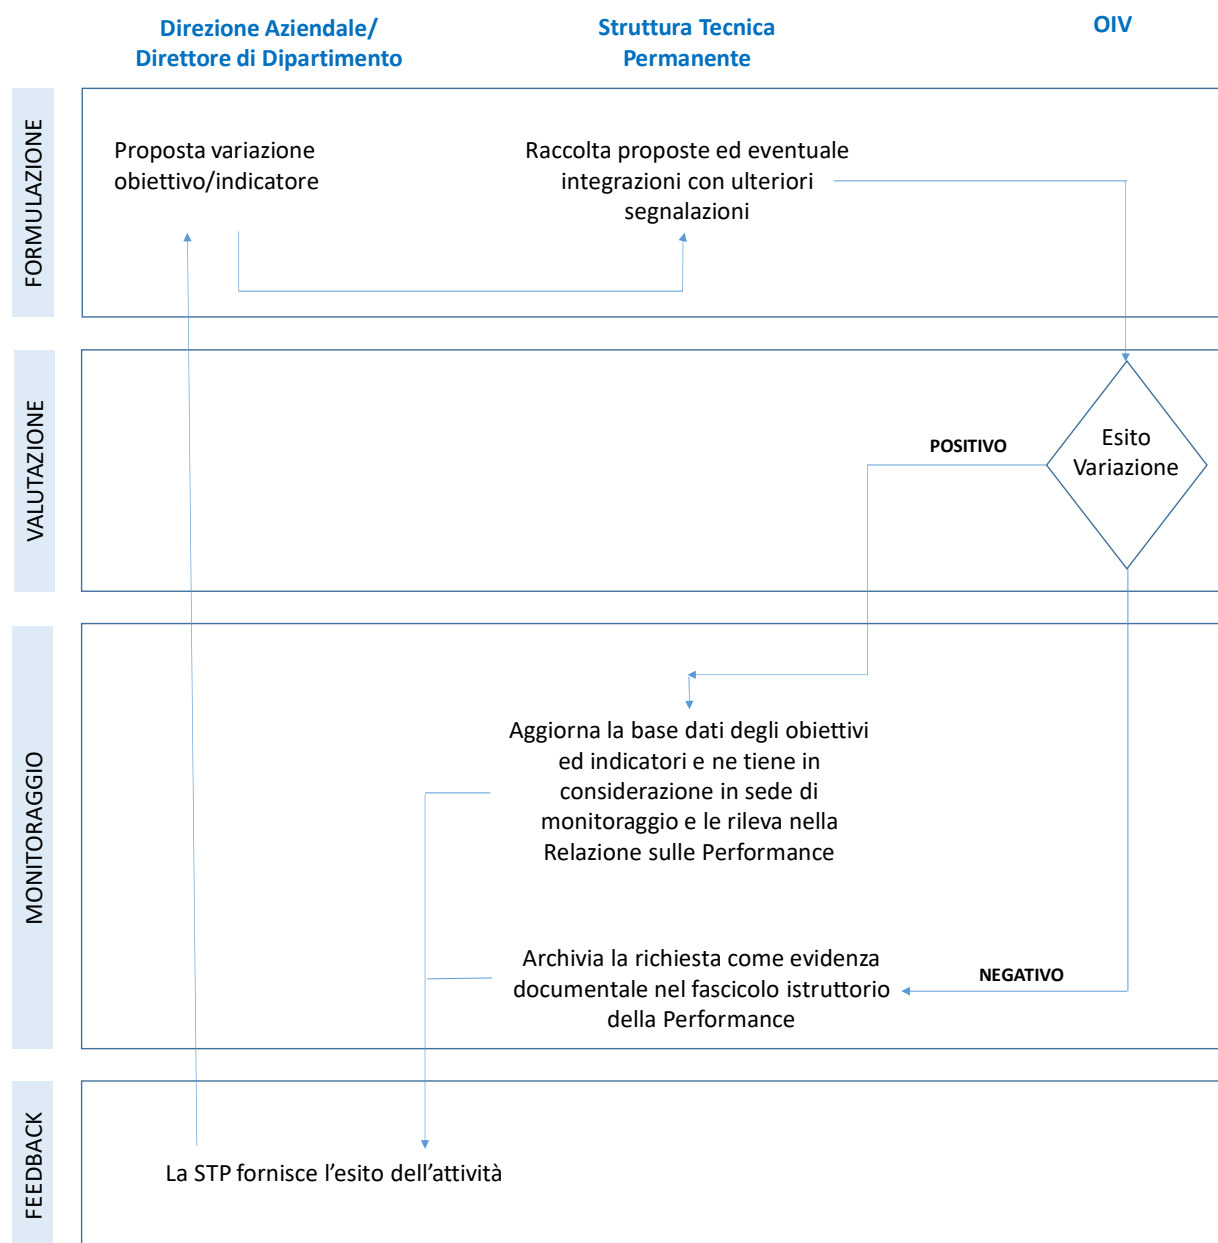 Direzione Aziendale/
Direttore di Dipartimento
Struttura Tecnica
Permanente
OIV
FORMULAZIONE
Proposta variazione
obiettivo/indicatore
Raccolta proposte ed eventuale
integrazioni con ulteriori
segnalazioni
VALUTAZIONE
POSITIVO
Esito
Variazione
MONITORAGGIO
Aggiorna la base dati degli obiettivi
ed indicatori e ne tiene in
considerazione in sede di
monitoraggio e le rileva nella
Relazione sulle Performance
Archivia la richiesta come evidenza
documentale nel fascicolo istruttorio
della Performance
NEGATIVO
FEEDBACK
La STP fornisce l’esito dell’attività